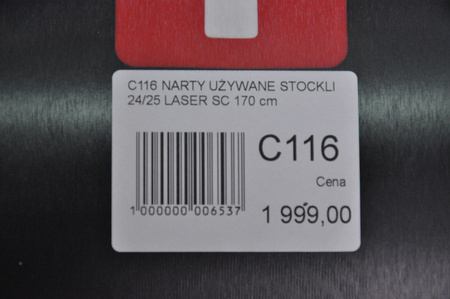 C116 NARTY UŻYWANE STOCKLI
24/25 LASER SC 170 cm
C116
Cena
1 000000 006537
1 999,00